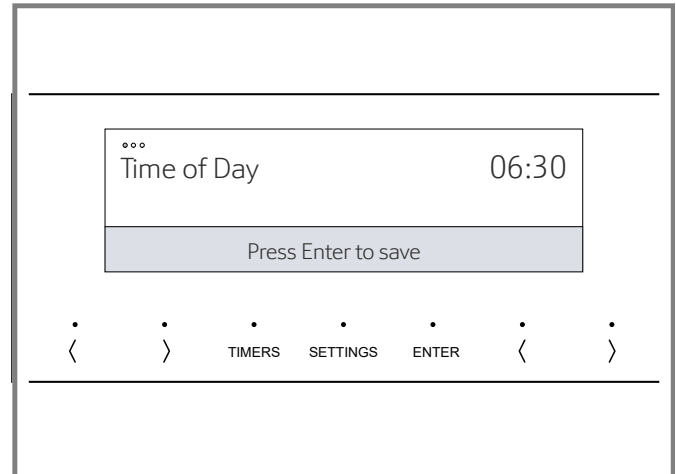 Time of Day 06:30
Press Enter to save
〈 〉 TIMERS SETTINGS ENTER 〈 〉